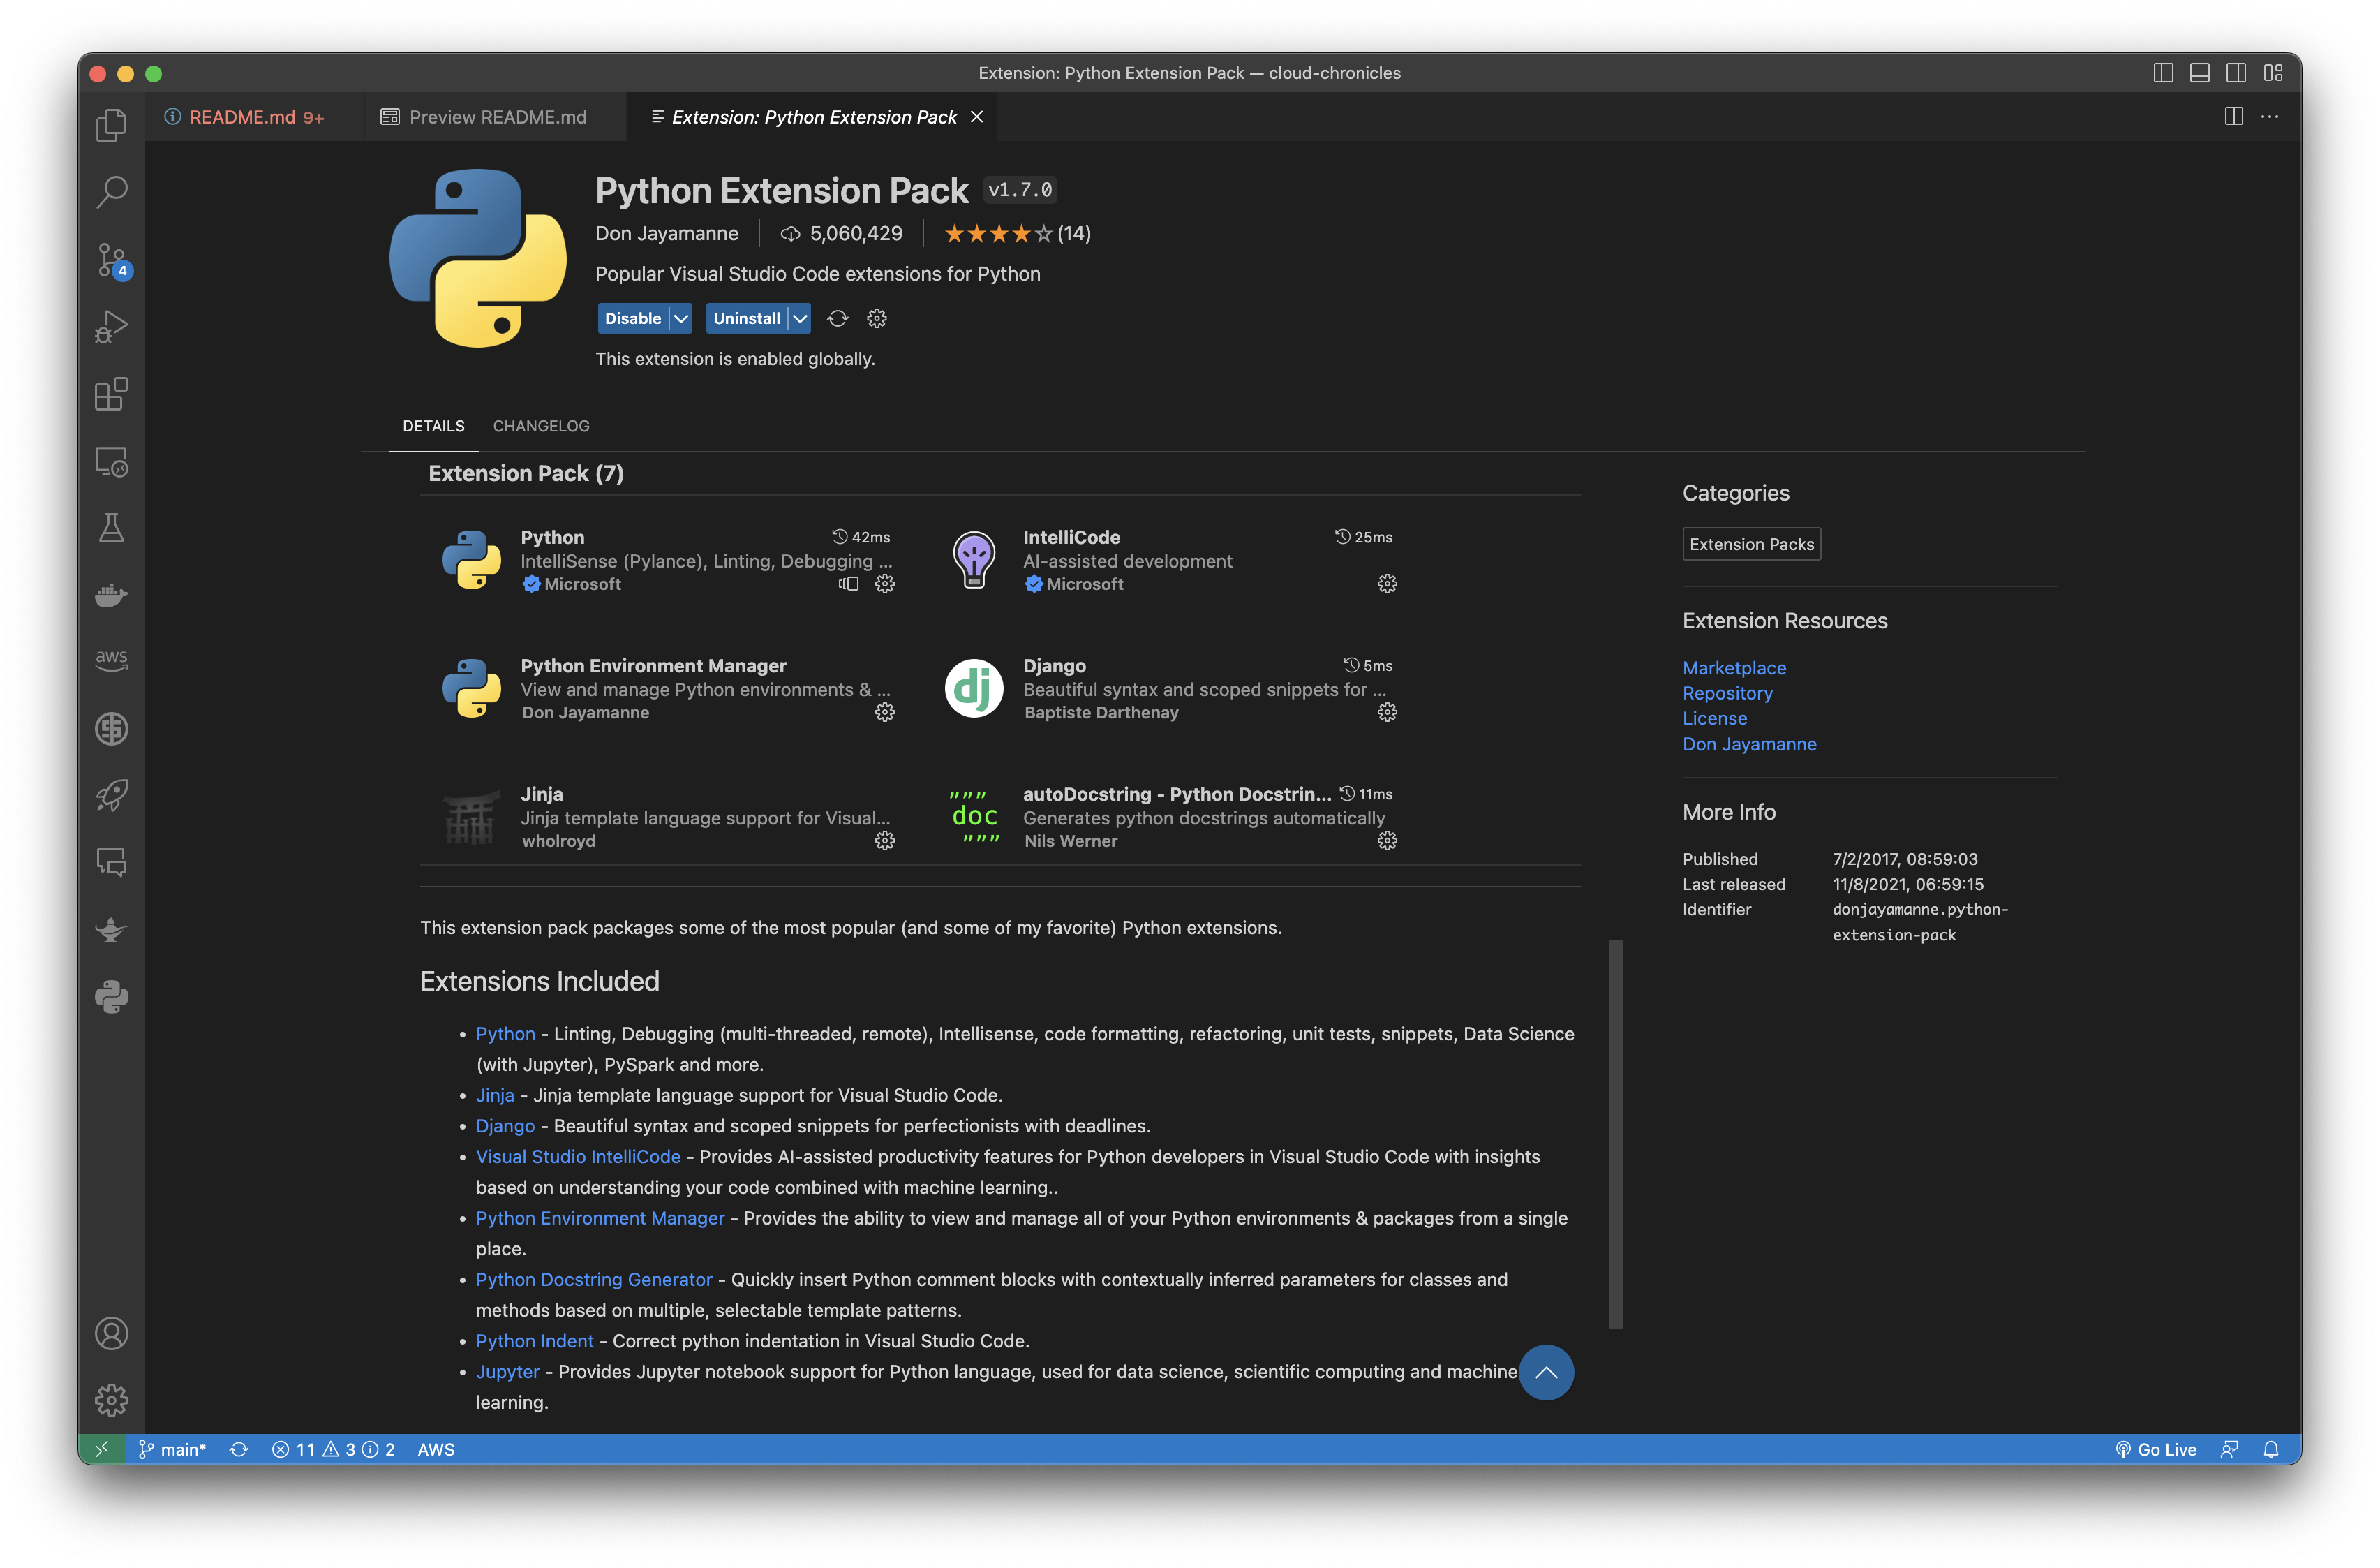 Extension: Python Extension Pack — cloud-chronicles
README.md 9+
Preview README.md
Extension: Python Extension Pack
Python Extension Pack v1.7.0
Don Jayamanne
5,060,429
(14)
Popular Visual Studio Code extensions for Python
Disable
Uninstall
This extension is enabled globally.
4
aws
DETAILS
CHANGELOG
Extension Pack (7)
Python
42ms
IntelliSense (Pylance), Linting, Debugging ...
Microsoft
IntelliCode
25ms
AI-assisted development
Microsoft
Python Environment Manager
View and manage Python environments & ...
Don Jayamanne
dj
Django
5ms
Beautiful syntax and scoped snippets for ...
Baptiste Darthenay
Jinja
Jinja template language support for Visual...
wholroyd
"""
doc
"""
autoDocstring - Python Docstrin...
11ms
Generates python docstrings automatically
Nils Werner
This extension pack packages some of the most popular (and some of my favorite) Python extensions.
Extensions Included
• Python - Linting, Debugging (multi-threaded, remote), Intellisense, code formatting, refactoring, unit tests, snippets, Data Science
(with Jupyter), PySpark and more.
• Jinja - Jinja template language support for Visual Studio Code.
• Django - Beautiful syntax and scoped snippets for perfectionists with deadlines.
• Visual Studio IntelliCode - Provides AI-assisted productivity features for Python developers in Visual Studio Code with insights
based on understanding your code combined with machine learning..
• Python Environment Manager - Provides the ability to view and manage all of your Python environments & packages from a single
place.
• Python Docstring Generator - Quickly insert Python comment blocks with contextually inferred parameters for classes and
methods based on multiple, selectable template patterns.
• Python Indent - Correct python indentation in Visual Studio Code.
• Jupyter - Provides Jupyter notebook support for Python language, used for data science, scientific computing and machine
learning.
Categories
Extension Packs
Extension Resources
Marketplace
Repository
License
Don Jayamanne
More Info
Published 7/2/2017, 08:59:03
Last released 11/8/2021, 06:59:15
Identifier donjayamanne.python-
extension-pack
main*
11 3 2
AWS
Go Live